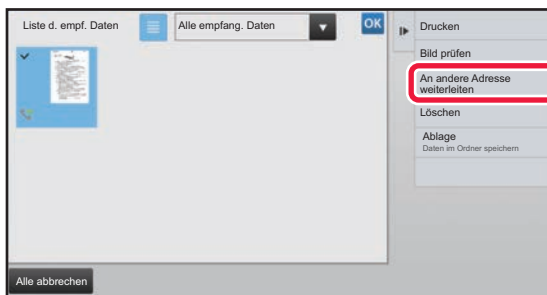 Liste d. empf. Daten
Alle empfang. Daten
OK
Drucken
Bild prüfen
An andere Adresse
weiterleiten
Löschen
Ablage
Daten im Ordner speichern
Alle abbrechen